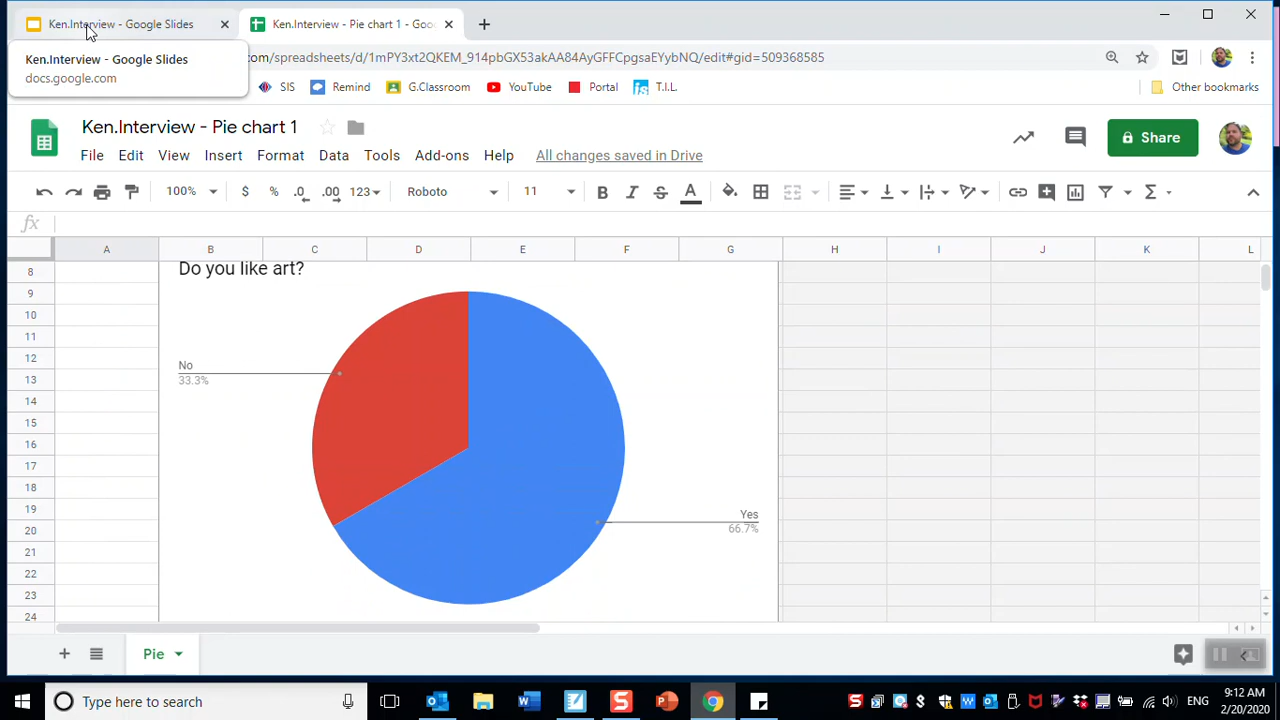 Ken.Interview - Google Slides
Ken.Interview - Pie chart 1 - Goo
Ken.Interview - Google Slides
docs.google.com
com/spreadsheets/d/1mPY3xt2QKEM_914pbGX53akAA84AyGFFCpgsaEYybNQ/edit#gid=509368585
SIS
Remind
G.Classroom
YouTube
Portal
T.I.L.
Other bookmarks
Ken.Interview - Pie chart 1
Share
File Edit View Insert Format Data Tools Add-ons Help All changes saved in Drive
100% $ % .0 .00 123 Roboto 11 B I S A Σ
fx
A B C D E F G H I J K L
8
9
10
11
12
13
14
15
16
17
18
19
20
21
22
23
24
Do you like art?
No
33.3%
Yes
66.7%
Pie
Type here to search
ENG
9:12 AM
2/20/2020